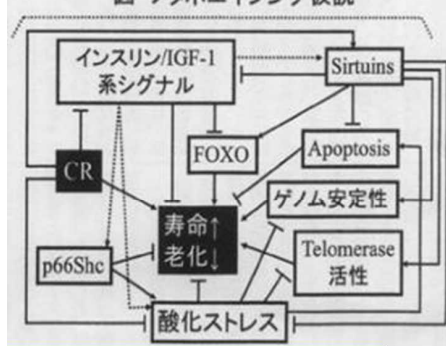 インスリン/IGF-1
系シグナル
Sirtuins
FOXO
Apoptosis
CR
ゲノム安定性
寿命↑
老化↓
Telomerase
活性
p66Shc
酸化ストレス